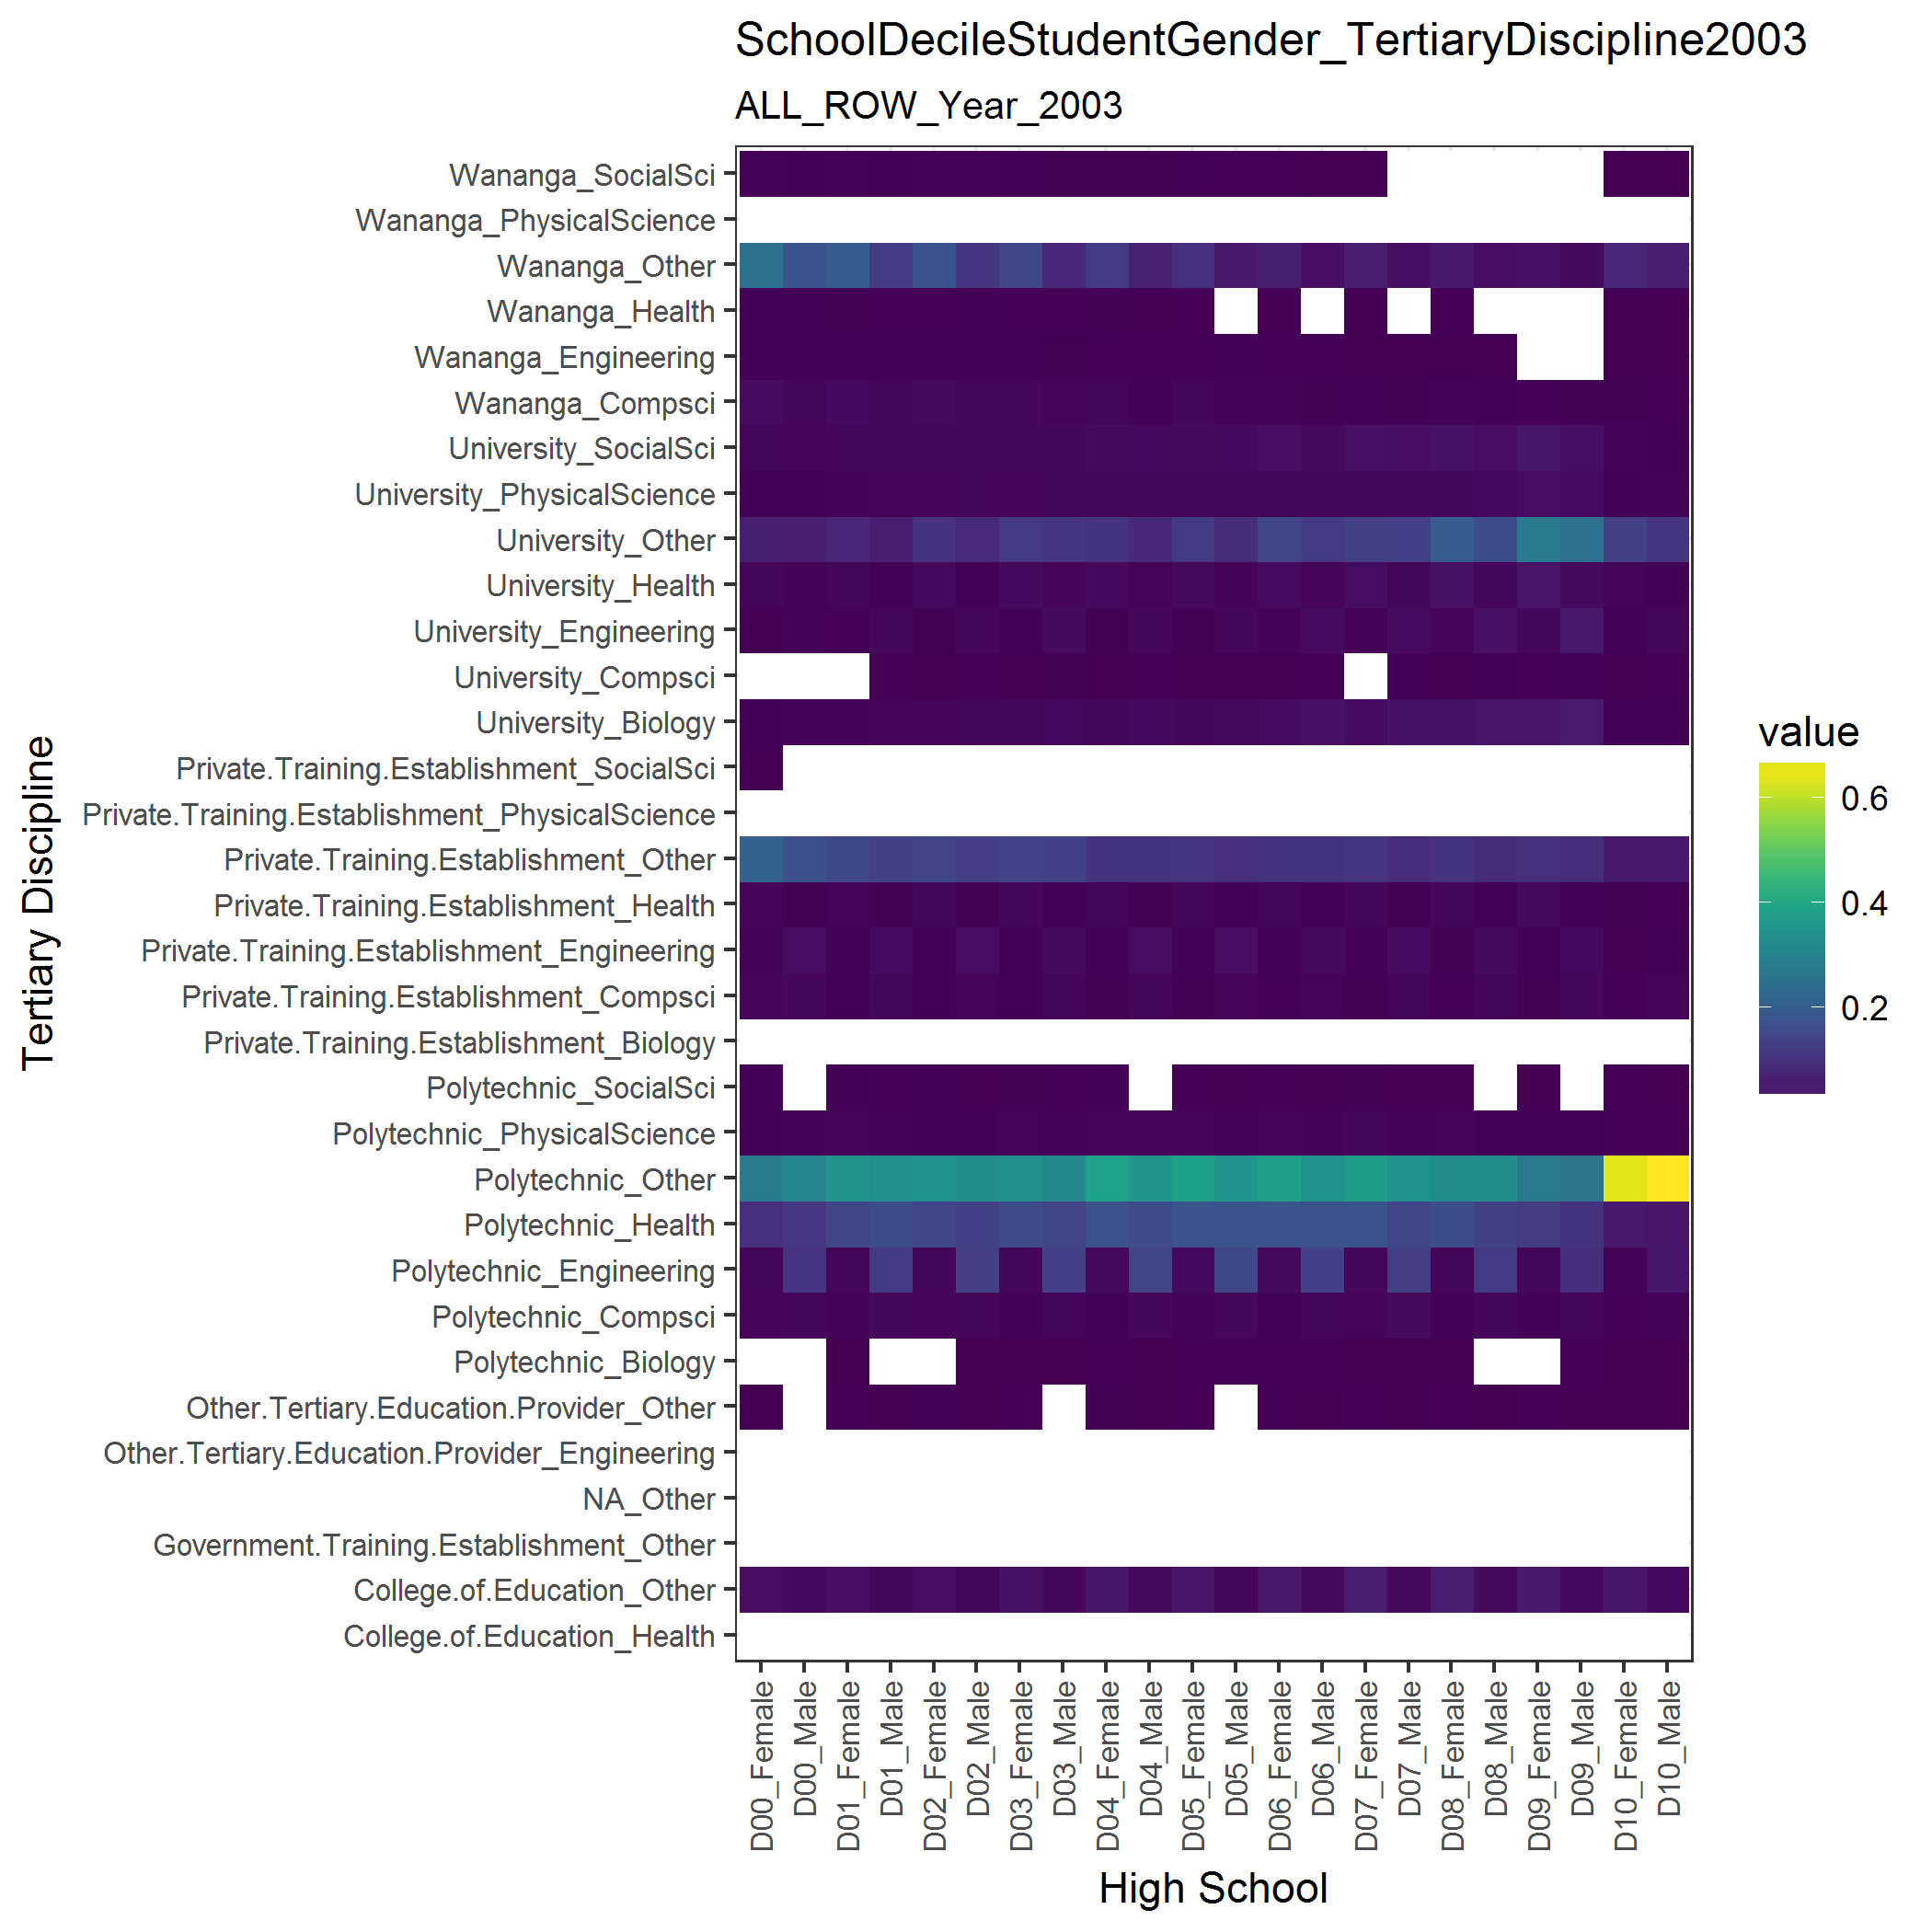 SchoolDecileStudentGender_TertiaryDiscipline2003
ALL_ROW_Year_2003
Wananga_SocialSci
Wananga_PhysicalScience
Wananga_Other
Wananga_Health
Wananga_Engineering
Wananga_Compsci
University_SocialSci
University_PhysicalScience
University_Other
University_Health
University_Engineering
University_Compsci
University_Biology
Private.Training.Establishment_SocialSci
Private.Training.Establishment_PhysicalScience
Private.Training.Establishment_Other
Private.Training.Establishment_Health
Private.Training.Establishment_Engineering
Private.Training.Establishment_Compsci
Private.Training.Establishment_Biology
Polytechnic_SocialSci
Polytechnic_PhysicalScience
Polytechnic_Other
Polytechnic_Health
Polytechnic_Engineering
Polytechnic_Compsci
Polytechnic_Biology
Other.Tertiary.Education.Provider_Other
Other.Tertiary.Education.Provider_Engineering
NA_Other
Government.Training.Establishment_Other
College.of.Education_Other
College.of.Education_Health
Tertiary Discipline
D00_Female
D00_Male
D01_Female
D01_Male
D02_Female
D02_Male
D03_Female
D03_Male
D04_Female
D04_Male
D05_Female
D05_Male
D06_Female
D06_Male
D07_Female
D07_Male
D08_Female
D08_Male
D09_Female
D09_Male
D10_Female
D10_Male
High School
value
0.6
0.4
0.2